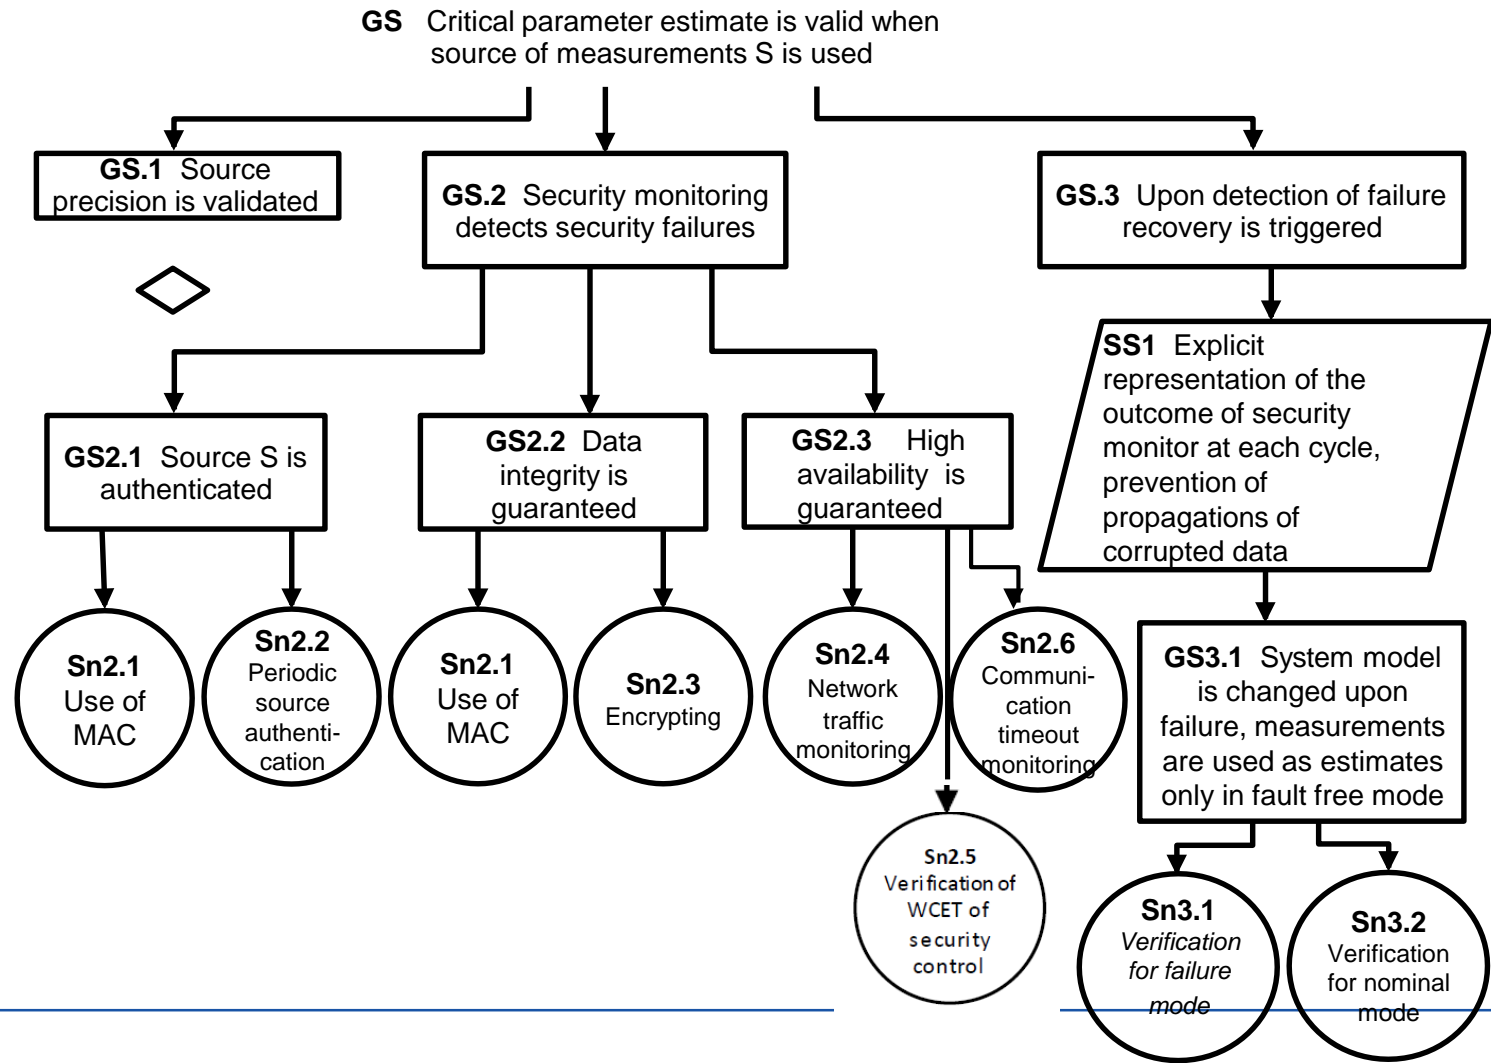 GS Critical parameter estimate is valid when
source of measurements S is used
GS.1 Source
precision is validated
GS.2 Security monitoring
detects security failures
GS.3 Upon detection of failure
recovery is triggered
SS1 Explicit
representation of the
outcome of security
monitor at each cycle,
prevention of
propagations of
corrupted data
GS2.1 Source S is
authenticated
GS2.2 Data
integrity is
guaranteed
GS2.3 High
availability is
guaranteed
Sn2.1
Use of
MAC
Sn2.2
Periodic
source
authenti-
cation
Sn2.1
Use of
MAC
Sn2.3
Encrypting
Sn2.4
Network
traffic
monitoring
Sn2.6
Communi-
cation
timeout
monitoring
GS3.1 System model
is changed upon
failure, measurements
are used as estimates
only in fault free mode
Sn2.5
Verification of
WCET of
security
control
Sn3.1
Verification
for failure
mode
Sn3.2
Verification
for nominal
mode